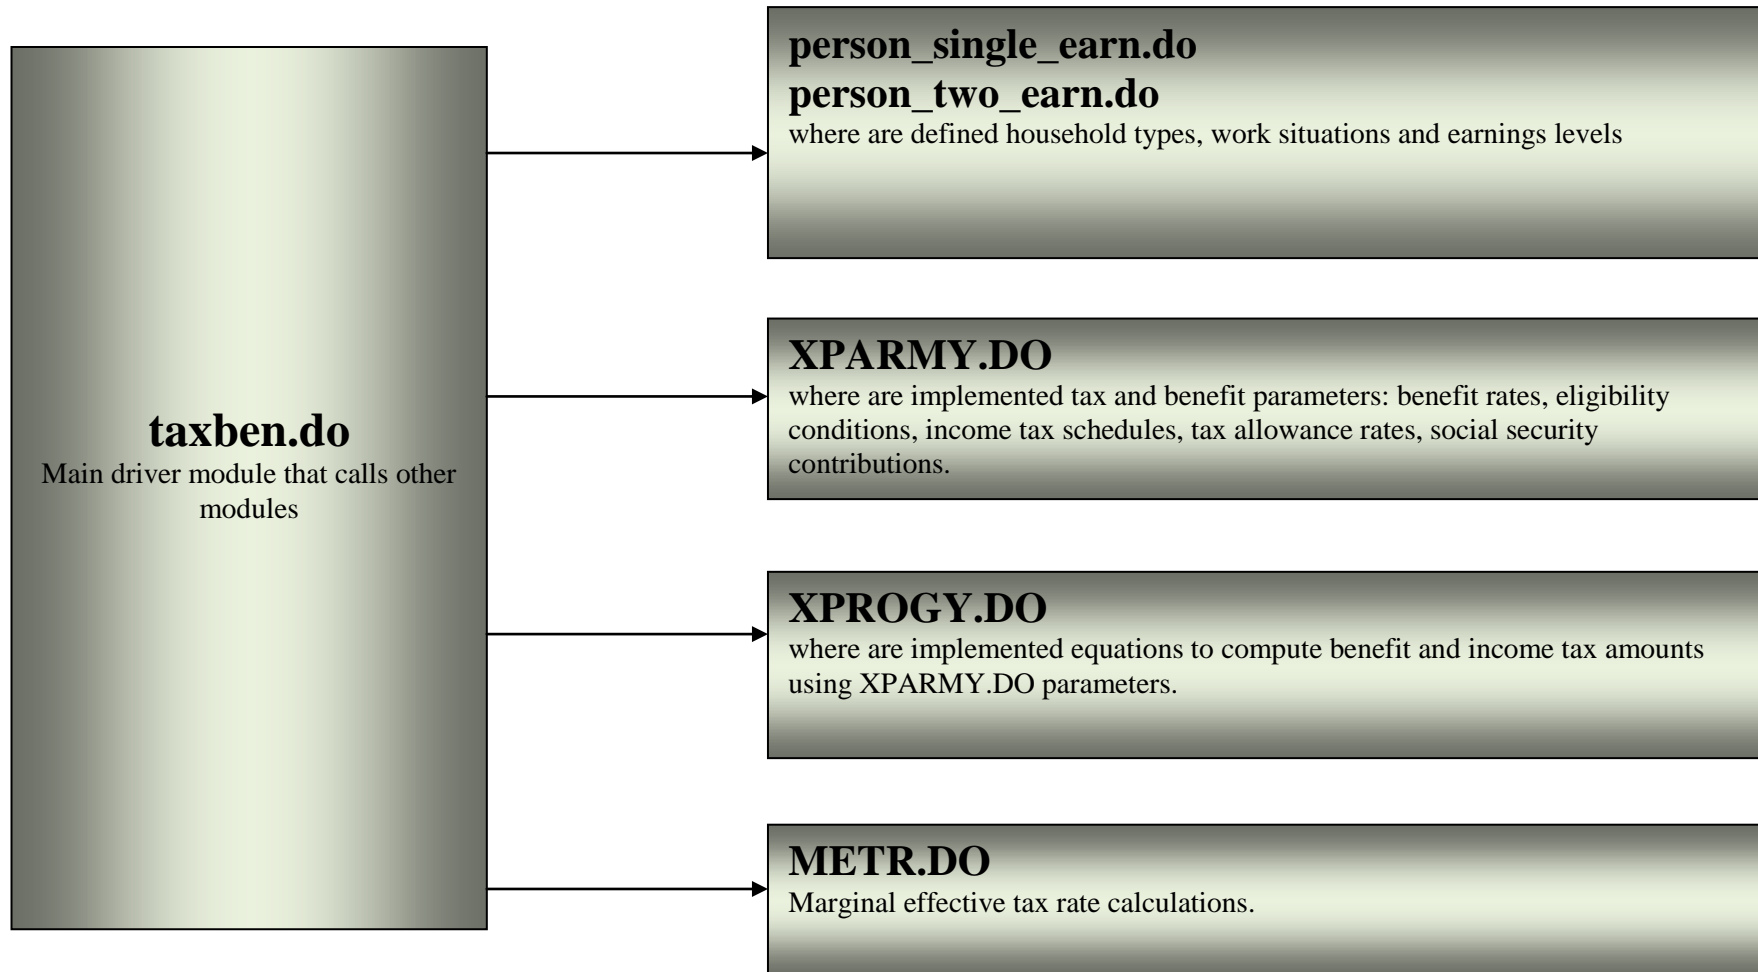 taxben.do
Main driver module that calls other
modules
person_single_earn.do
person_two_earn.do
where are defined household types, work situations and earnings levels
XPARMY.DO
where are implemented tax and benefit parameters: benefit rates, eligibility
conditions, income tax schedules, tax allowance rates, social security
contributions.
XPROGY.DO
where are implemented equations to compute benefit and income tax amounts
using XPARMY.DO parameters.
METR.DO
Marginal effective tax rate calculations.